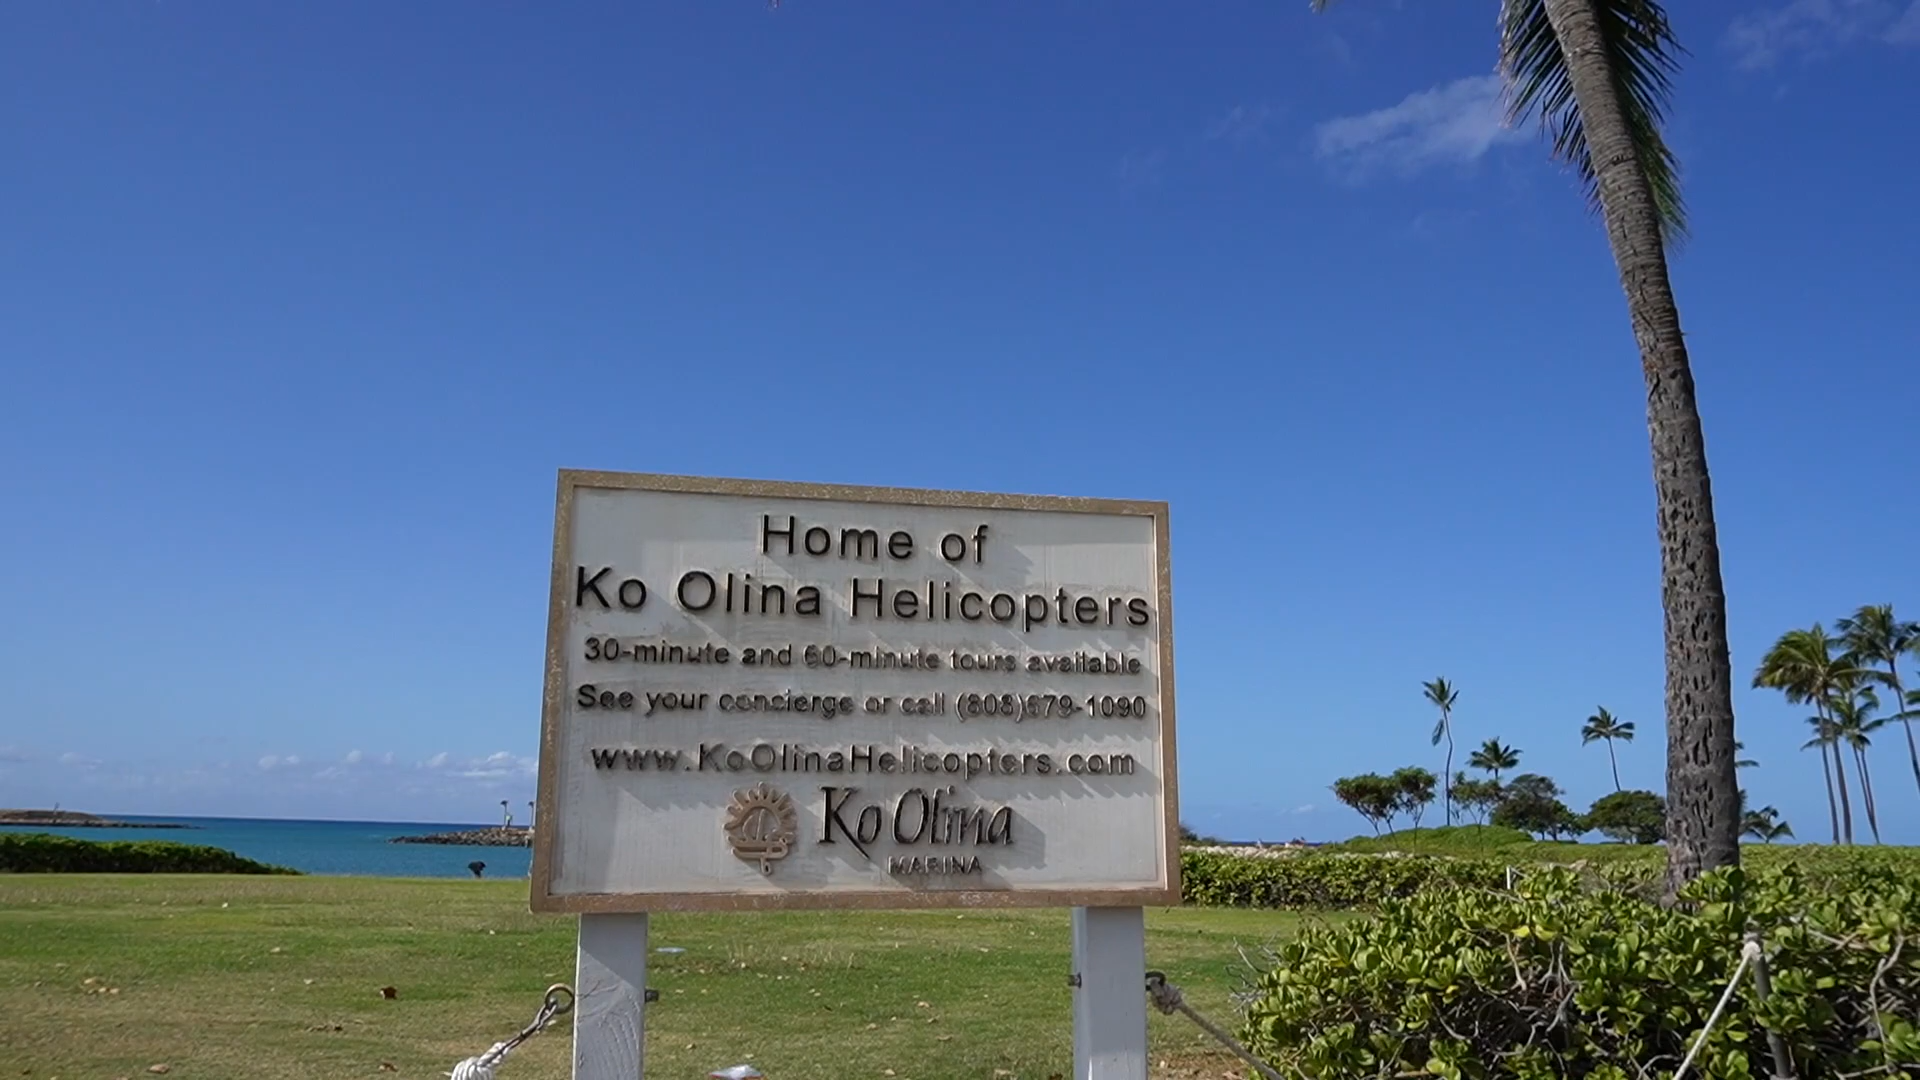 Home of
Ko Olina Helicopters
30-minute and 60-minute tours available
See your concierge or call (808)679-1090
www.KoOlinaHelicopters.com
Ko Olina
MARINA